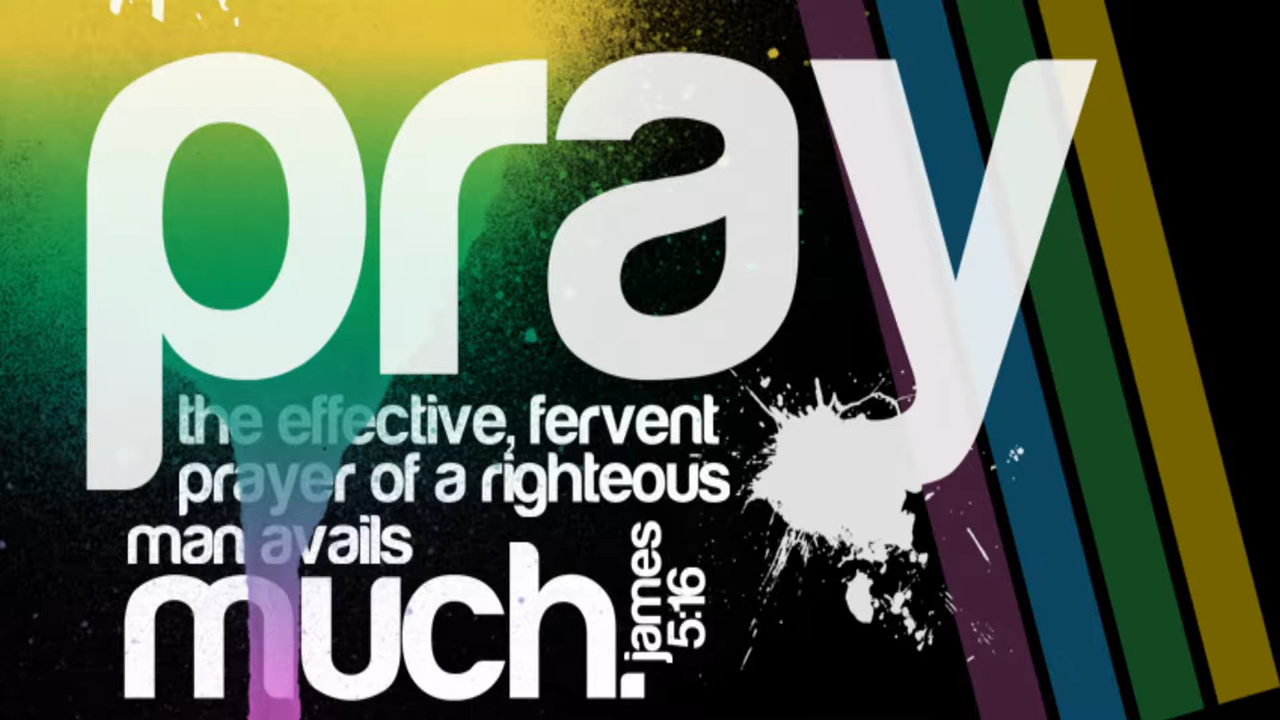 pray
the effective, fervent
prayer of a righteous
man avails
much.
james
5:16